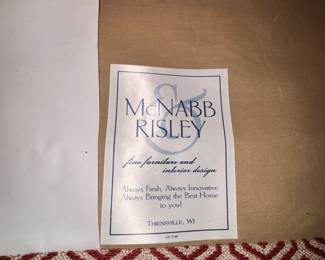 &
McNABB
RISLEY
fine furniture and
interior design
Always Fresh, Always Innovative
Always Bringing the Best Home
to you!
THIENSVILLE, WI